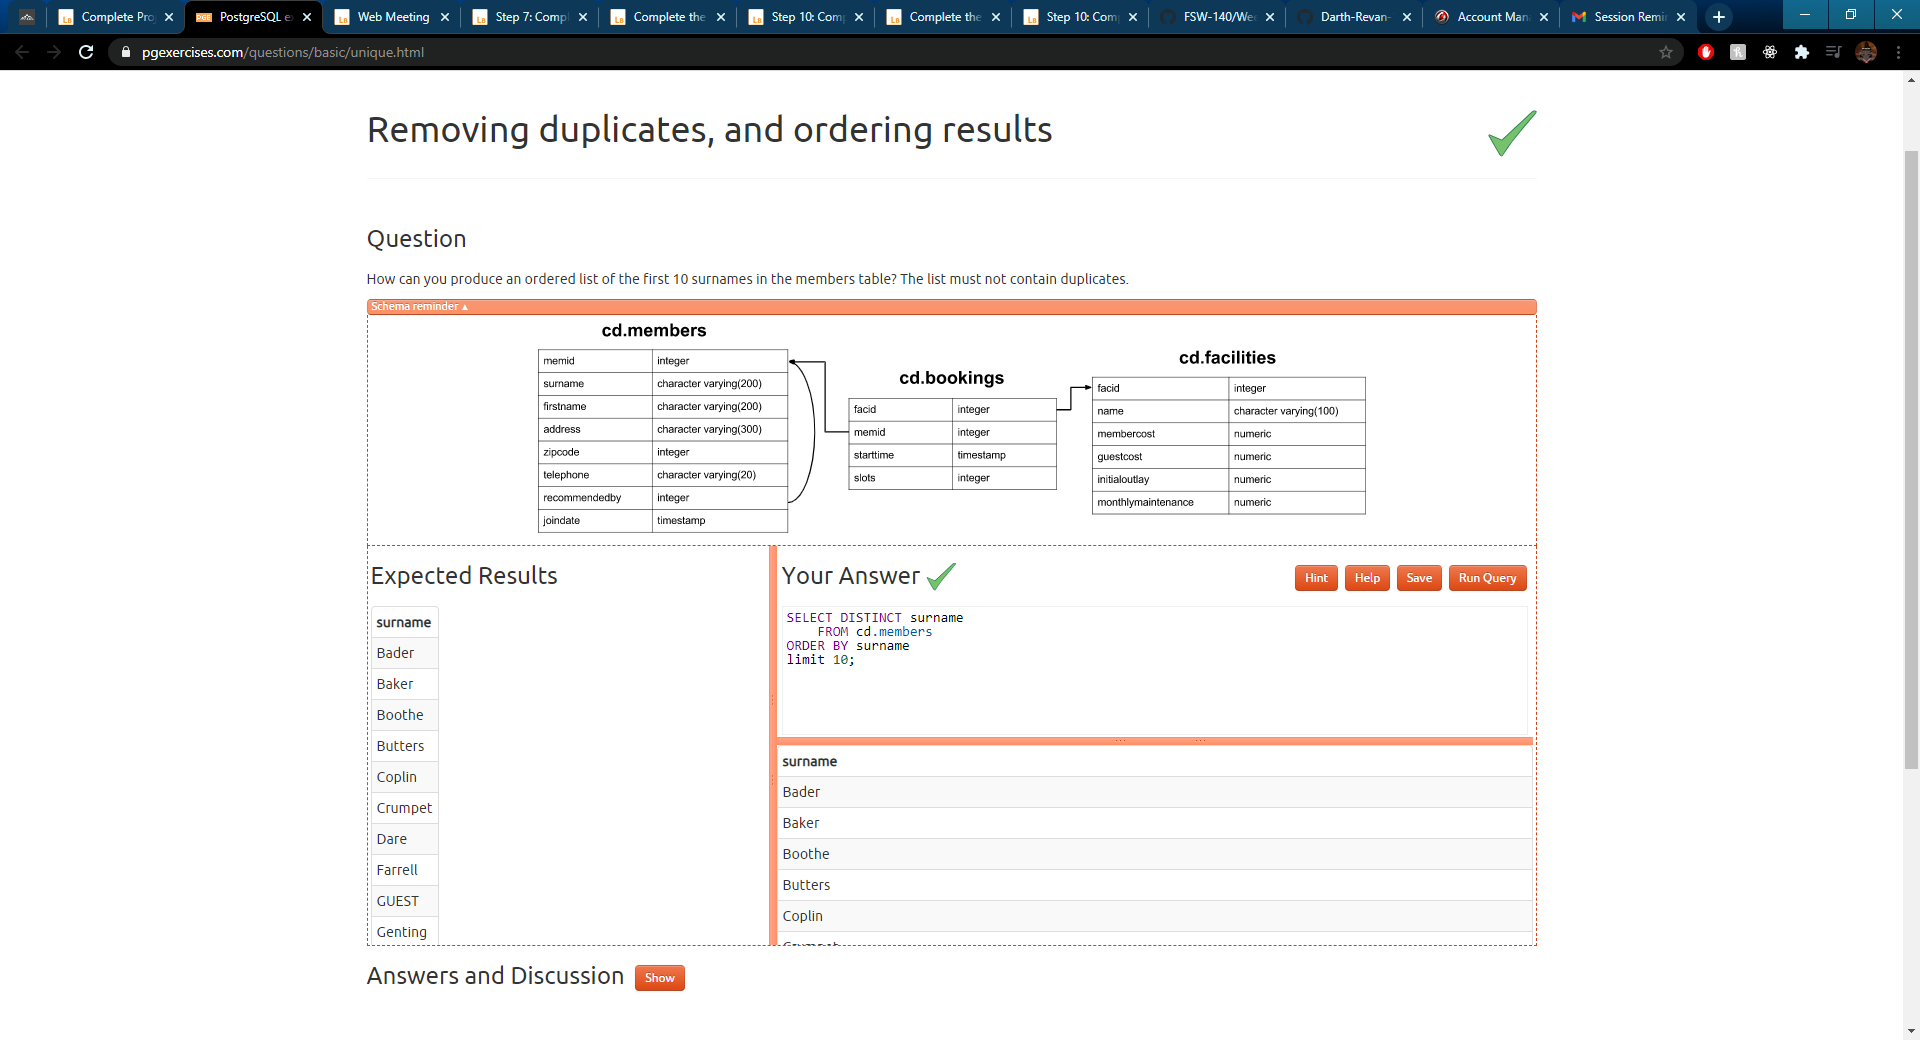 Complete Pro
PostgreSQL e
Web Meeting
Step 7: Compl
Complete the
Step 10: Com
Complete the
Step 10: Com
FSW-140/Wee
Darth-Revan-
Account Man
Session Remi
pgexercises.com/questions/basic/unique.html
Removing duplicates, and ordering results
Question
How can you produce an ordered list of the first 10 surnames in the members table? The list must not contain duplicates.
Schema reminder ▲
cd.members
memid integer
surname character varying(200)
firstname character varying(200)
address character varying(300)
zipcode integer
telephone character varying(20)
recommendedby integer
joindate timestamp
cd.bookings
facid integer
memid integer
starttime timestamp
slots integer
cd.facilities
facid integer
name character varying(100)
membercost numeric
guestcost numeric
initialoutlay numeric
monthlymaintenance numeric
Expected Results
surname
Bader
Baker
Boothe
Butters
Coplin
Crumpet
Dare
Farrell
GUEST
Genting
Your Answer
Hint Help Save Run Query
SELECT DISTINCT surname
FROM cd.members
ORDER BY surname
limit 10;
surname
Bader
Baker
Boothe
Butters
Coplin
Answers and Discussion Show